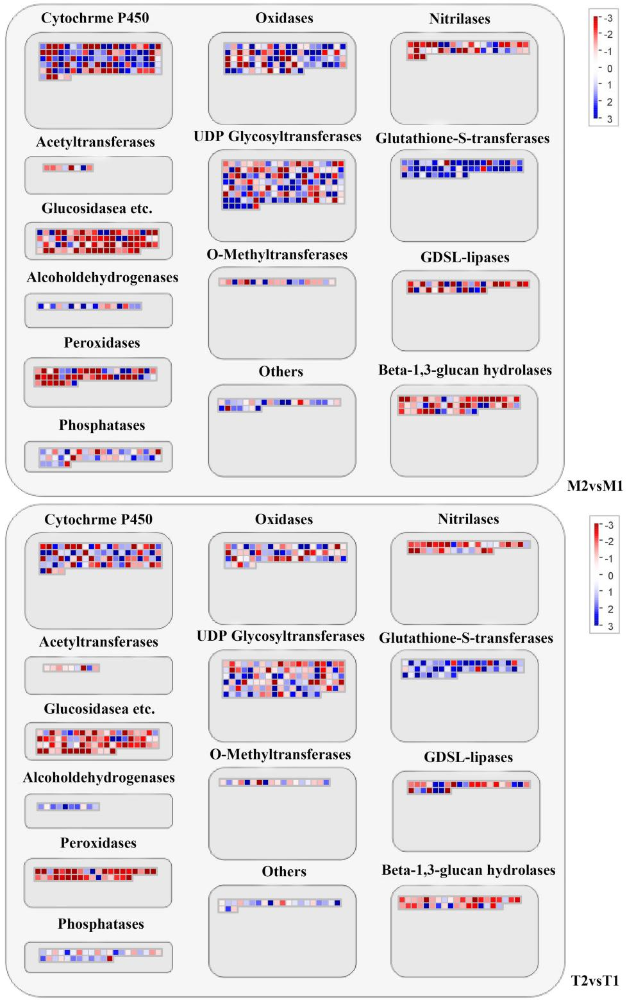 Cytochrme P450 Oxidases Nitrilases
-3
-2
-1
0
1
2
3
Acetyltransferases UDP Glycosyltferases Glutathione-S-transferases
Glucosidasea etc.
O-Methyltransferases GDSL-lipases
Alcoholdehydrogenases
Peroxidases
Others Beta-1,3-glucan hydrolases
Phosphatases
M2vsM1
Cytochrme P450 Oxidases Nitrilases
-3
-2
-1
0
1
2
3
Acetyltransferases UDP Glycosyltransferases Glutathione-S-transferases
Glucosidasea etc.
O-Methyltransferases GDSL-lipases
Alcoholdehydrogenases
Peroxidases
Others Beta-1,3-glucan hydrolases
Phosphatases
T2vsT1